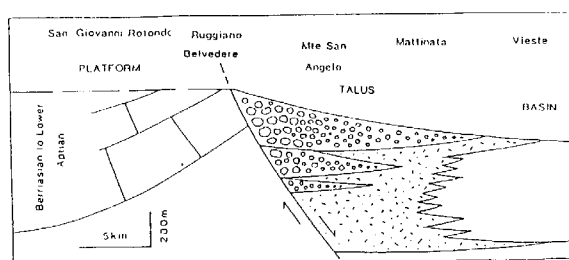 San Giovanni Rotondo
Ruggiano
Belvedere
Mte San
Angelo
Mattinata
Vieste
PLATFORM
TALUS
BASIN
Berriasian to Lower
Aptian
5km
200m